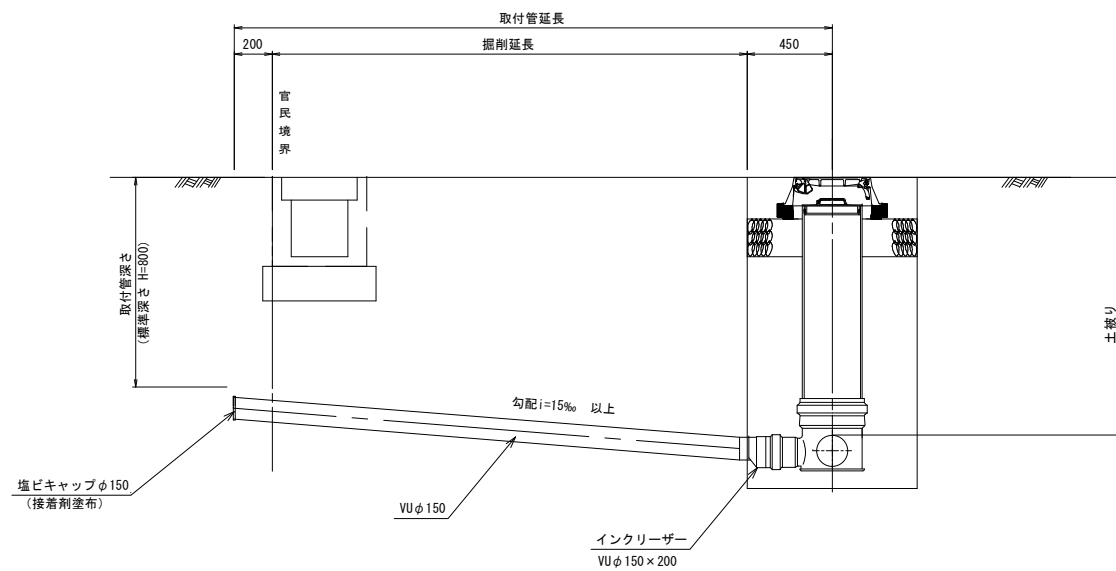 取付管延長
200
掘削延長
450
官民境界
取付管深さ
(標準深さ H=800)
土被り
勾配i=15‰ 以上
塩ビキャップφ150
(接着剤塗布)
VUφ150
インクリーザー
VUφ150×200